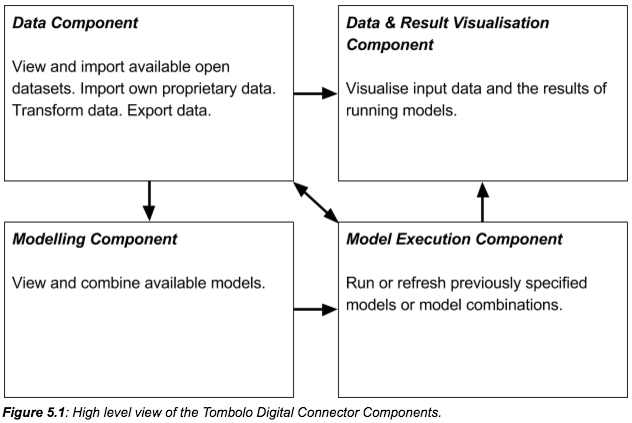 Data Component
View and import available open
datasets. Import own proprietary data.
Transform data. Export data.
Data & Result Visualisation
Component
Visualise input data and the results of
running models.
Modelling Component
View and combine available models.
Model Execution Component
Run or refresh previously specified
models or model combinations.
Figure 5.1: High level view of the Tombolo Digital Connector Components.